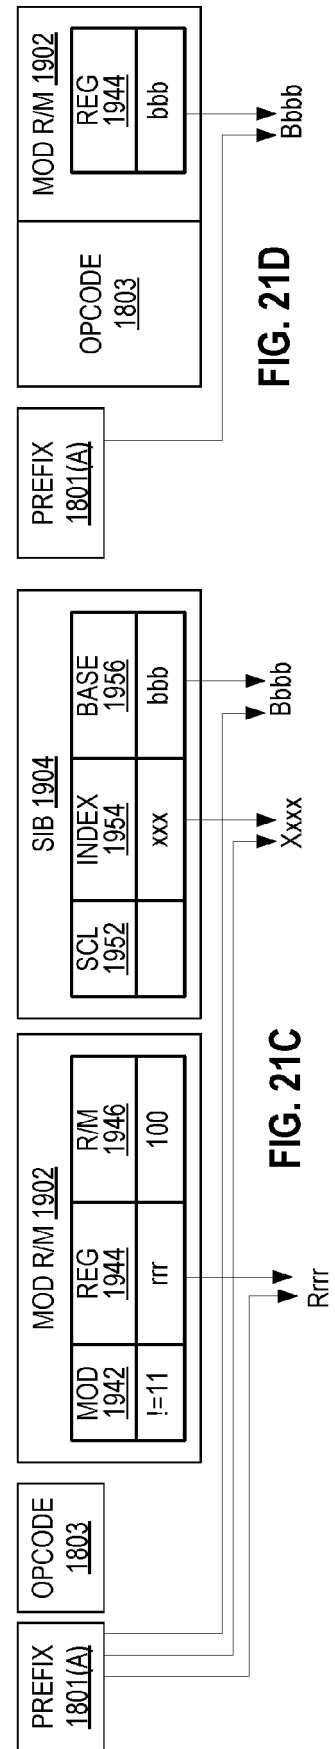 PREFIX
1801(A)
OPCODE
1803
MOD R/M 1902
MOD
1942
REG
1944
R/M
1946
!=11
rrr
100
SIB 1904
SCL
1952
INDEX
1954
BASE
1956
xxx
bbb
Rrrr
Xxxx
Bbbb
FIG. 21C
PREFIX
1801(A)
OPCODE
1803
MOD R/M 1902
REG
1944
bbb
Bbbb
FIG. 21D